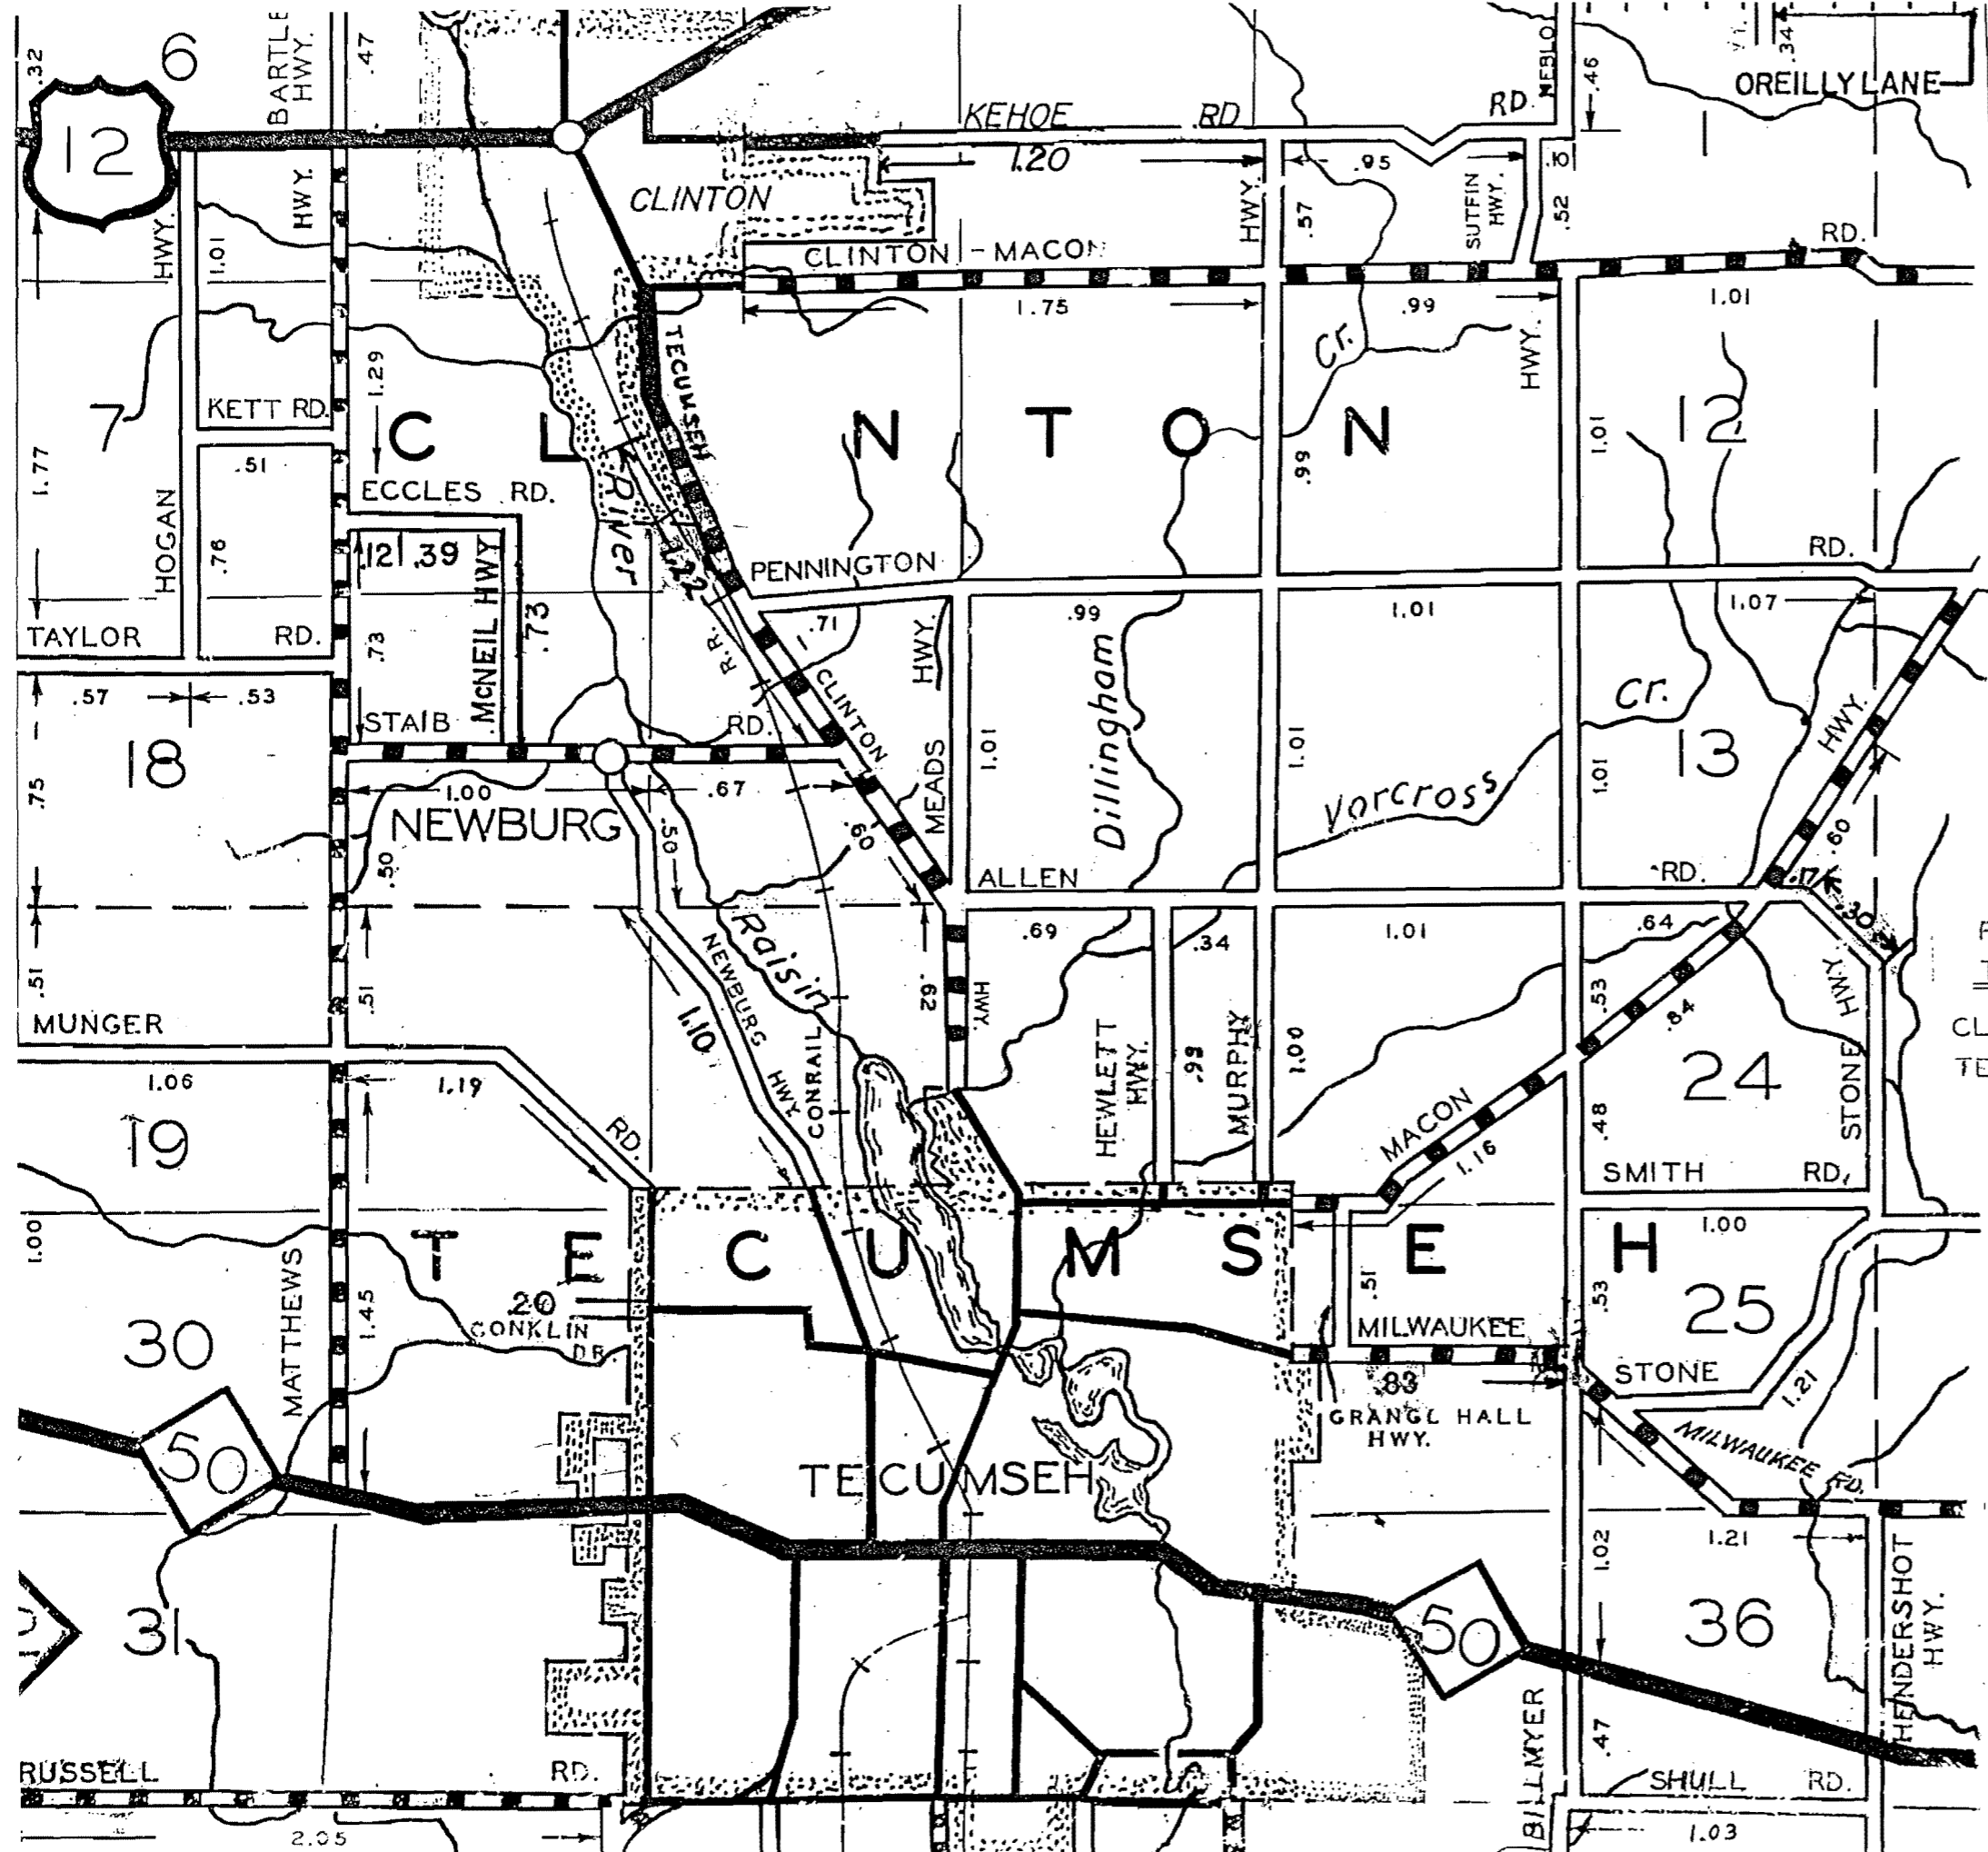 .32
6
BARTLE
HWY.
.47
12
KEHOE RD
RD
.46
.34
OREILLY LANE
1
1.20
.95
.10
HWY.
HWY.
1.01
CLINTON
HWY.
.57
SUTFIN
HWY.
.52
RD.
CLINTON - MACON
1.75
.99
1.01
Cr.
HWY.
TECUMSEH
1.29
7
KETT RD.
C L N T O N
12
1.01
.51
1.77
.99
ECCLES RD.
River
HOGAN
.76
.12 .39
McNEIL HWY
1.22
PENNINGTON
RD.
.73
.99
1.01
1.07
TAYLOR RD.
.73
R.R.
.71
HWY.
Dillingham
Cr.
.57
.53
STAIB RD.
CLINTON
18
MEADS
1.01
1.01
1.01
13
HWY.
.75
1.00
.67
NEWBURG
.50
.50
.60
Vorcross
.60
ALLEN
RD.
.17
.30
.69
.34
1.01
.64
Raisin
NEWBURG
HWY.
.51
.51
1.10
.62
HWY.
.53
.84
HWY
MUNGER
RD.
1.06
1.19
CONRAIL
HEWLETT
HWY.
.93
MURPHY
1.00
24
STONE
CL
TE
19
MACON
1.16
.48
SMITH RD.
1.00
T E C U M S E H
1.00
MATTHEWS
1.45
.20
CONKLIN
DR.
.51
.53
25
30
MILWAUKEE
STONE
.83
1.21
GRANGE HALL
HWY.
MILWAUKEE RD.
50
TECUMSEH
1.02
1.21
HENDERSHOT
HWY.
31
50
36
BILLMYER
.47
RUSSELL RD.
SHULL RD.
2.05
1.03